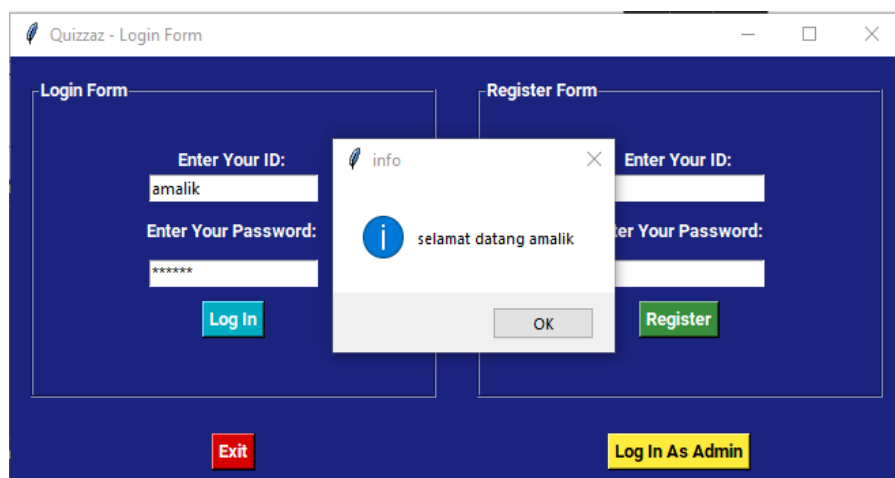 Quizzaz - Login Form
Login Form
Enter Your ID:
amalik
Enter Your Password:
******
Log In
Exit
info
selamat datang amalik
OK
Register Form
Enter Your ID:
Your Password:
Register
Log In As Admin